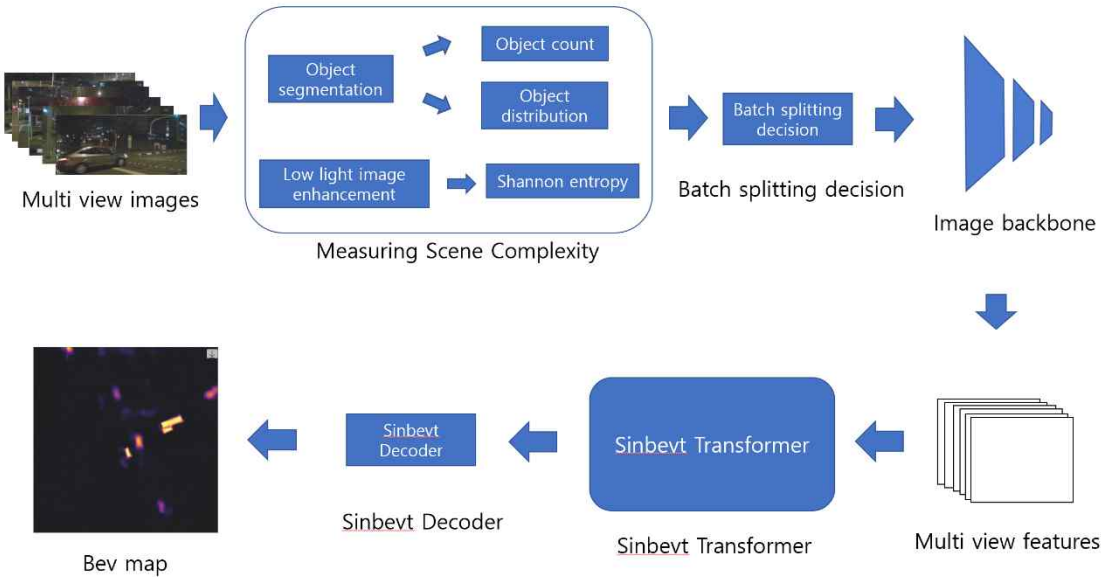 Object
segmentation
Object count
Object
distribution
Low light image
enhancement
Shannon entropy
Measuring Scene Complexity
Multi view images
Batch splitting
decision
Batch splitting decision
Image backbone
Multi view features
Sinbevt Transformer
Sinbevt Transformer
Sinbevt
Decoder
Sinbevt Decoder
Bev map